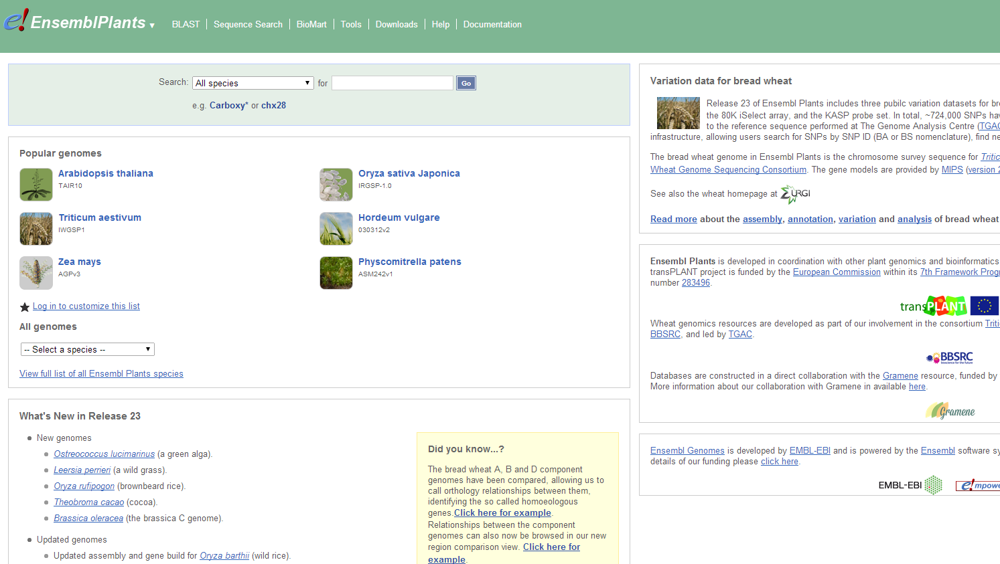 e! EnsemblPlants ▼ BLAST Sequence Search BioMart Tools Downloads Help Documentation
Search: All species for Go
e.g. Carboxy* or chx28
Popular genomes
Arabidopsis thaliana
TAIR10
Oryza sativa Japonica
IRGSP-1.0
Triticum aestivum
IWGSP1
Hordeum vulgare
030312v2
Zea mays
AGPv3
Physcomitrella patens
ASM242v1
Log in to customize this list
All genomes
-- Select a species --
View full list of all Ensembl Plants species
What's New in Release 23
New genomes
Ostreococcus lucimarinus (a green alga).
Leersia perrieri (a wild grass).
Oryza rufipogon (brownbeard rice).
Theobroma cacao (cocoa).
Brassica oleracea (the brassica C genome).
Updated genomes
Updated assembly and gene build for Oryza barthii (wild rice).
Did you know...?
The bread wheat A, B and D component
genomes have been compared, allowing us to
call orthology relationships between them,
identifying the so called homoeologous
genes.Click here for example.
Relationships between the component
genomes can also now be browsed in our new
region comparison view. Click here for
example.
Variation data for bread wheat
Release 23 of Ensembl Plants includes three pubilc variation datasets for br
the 80K iSelect array, and the KASP probe set. In total, ~724,000 SNPs hav
to the reference sequence performed at The Genome Analysis Centre (TGAC
infrastructure, allowing users search for SNPs by SNP ID (BA or BS nomenclature), find ne
The bread wheat genome in Ensembl Plants is the chromosome survey sequence for Tritic
Wheat Genome Sequencing Consortium. The gene models are provided by MIPS (version 2
See also the wheat homepage at URGI
Read more about the assembly, annotation, variation and analysis of bread wheat
Ensembl Plants is developed in coordination with other plant genomics and bioinformatics
transPLANT project is funded by the European Commission within its 7th Framework Prog
number 283496.
transPLANT
Wheat genomics resources are developed as part of our involvement in the consortium Triti
BBSRC, and led by TGAC.
BBSRC
bioscience for the future
Databases are constructed in a direct collaboration with the Gramene resource, funded by
More information about our collaboration with Gramene in available here.
Gramene
Ensembl Genomes is developed by EMBL-EBI and is powered by the Ensembl software sy
details of our funding please click here.
EMBL-EBI e!mpowe